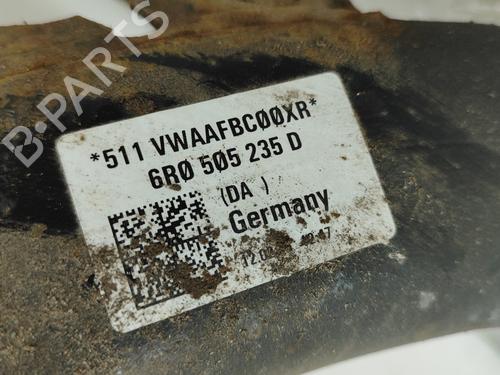 B-PARTS
*511 VWAAFBC00XR*
6R0 505 235 D
(DA )
Germany